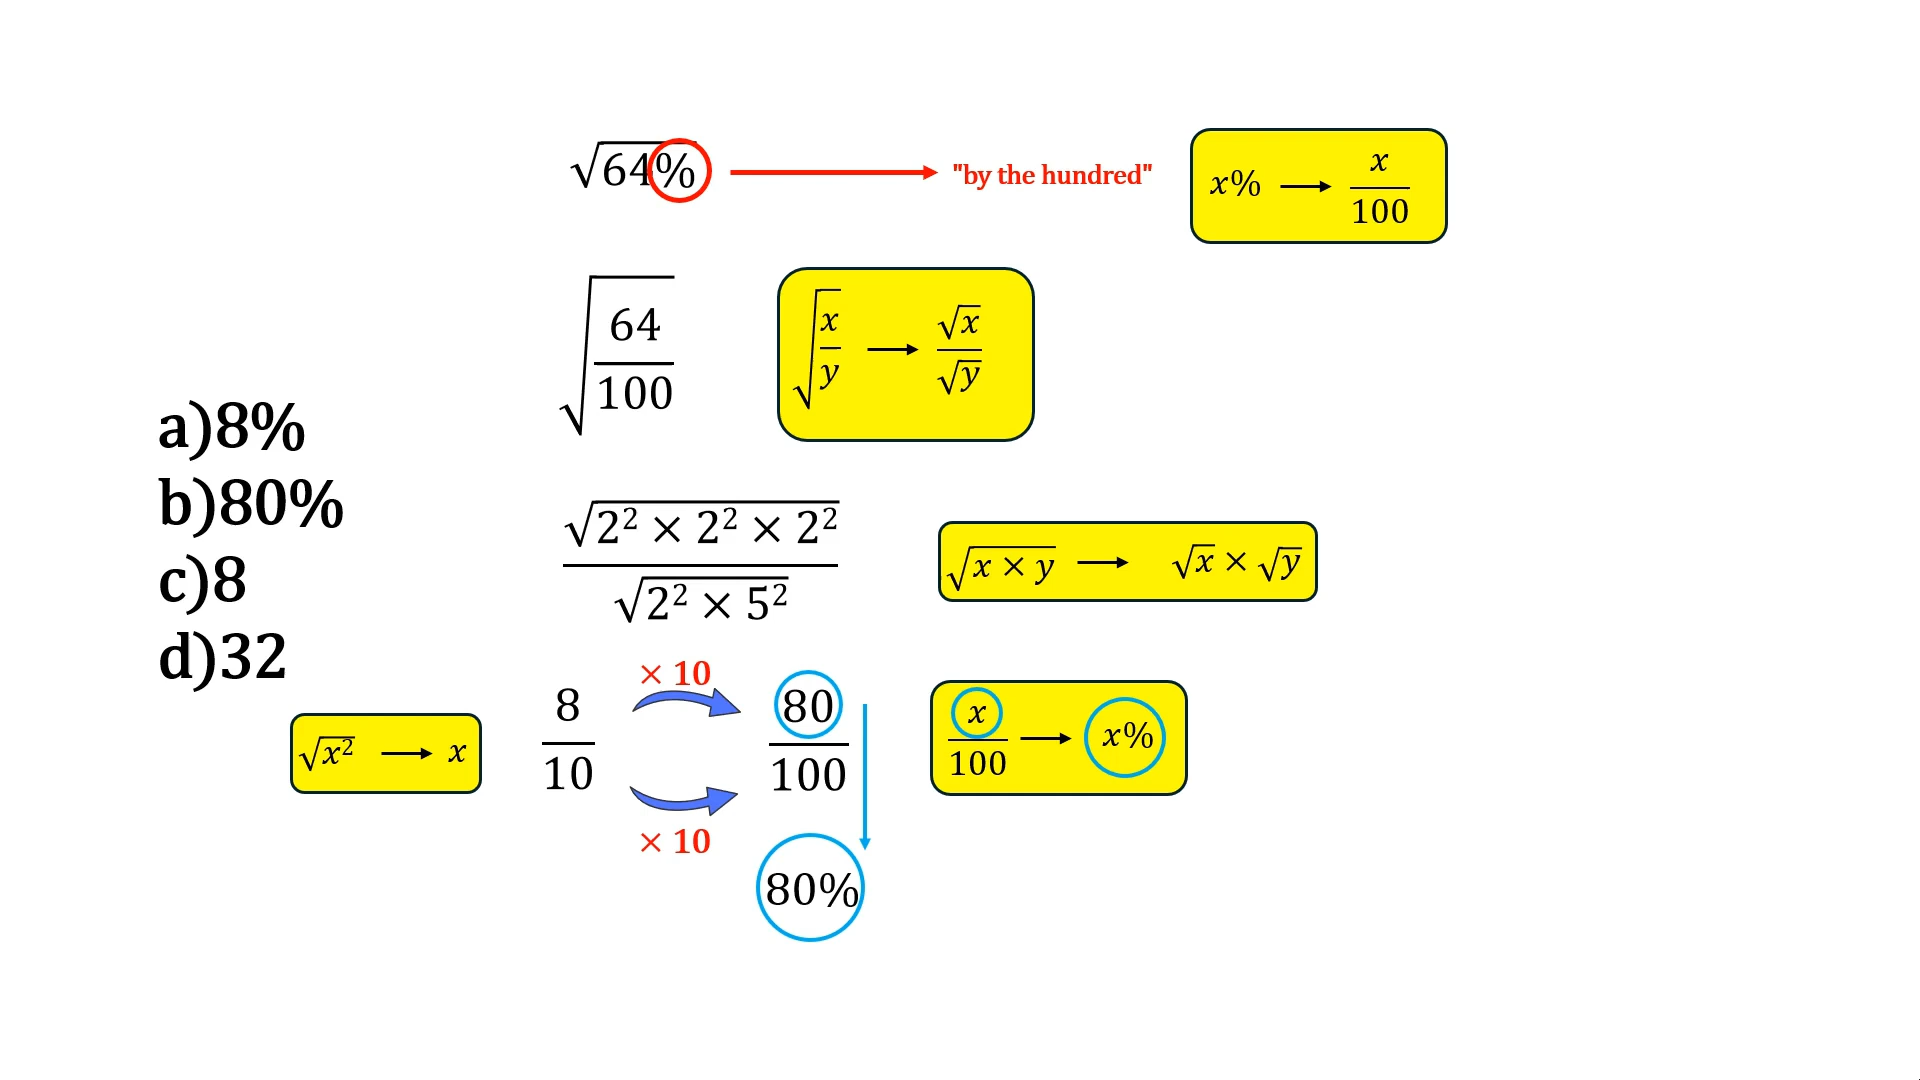 √64% "by the hundred" x% → x/100
√(64/100) √(x/y) → √x/√y
a)8%
b)80%
c)8
d)32
√(2² × 2² × 2²)/√(2² × 5²) √(x × y) → √x × √y
√x² → x
8/10 × 10 × 10 80/100 x/100 → x%
80%